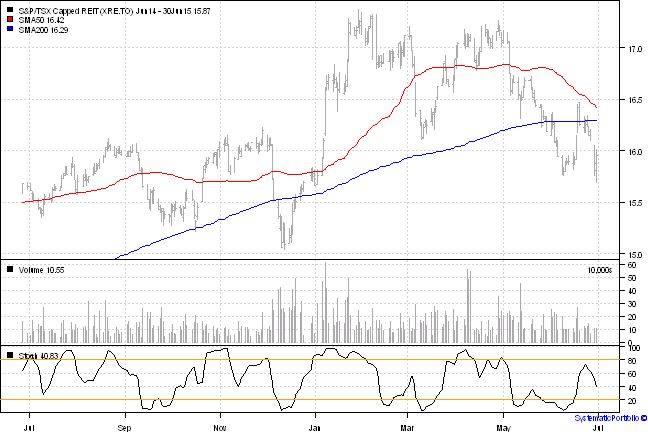 S&P/TSX Capped REIT (XRE.TO) Jun14 - 30Jun15 15.87
SMA50 16.42
SMA200 16.29
17.0
16.5
16.0
15.5
15.0
Volume 10.55
10,000s
60
50
40
30
20
10
0
Stoch 40.83
100
80
60
40
20
Jul
Sep
Nov
Jan
Mar
May
Jul
SystematicPortfolio ©